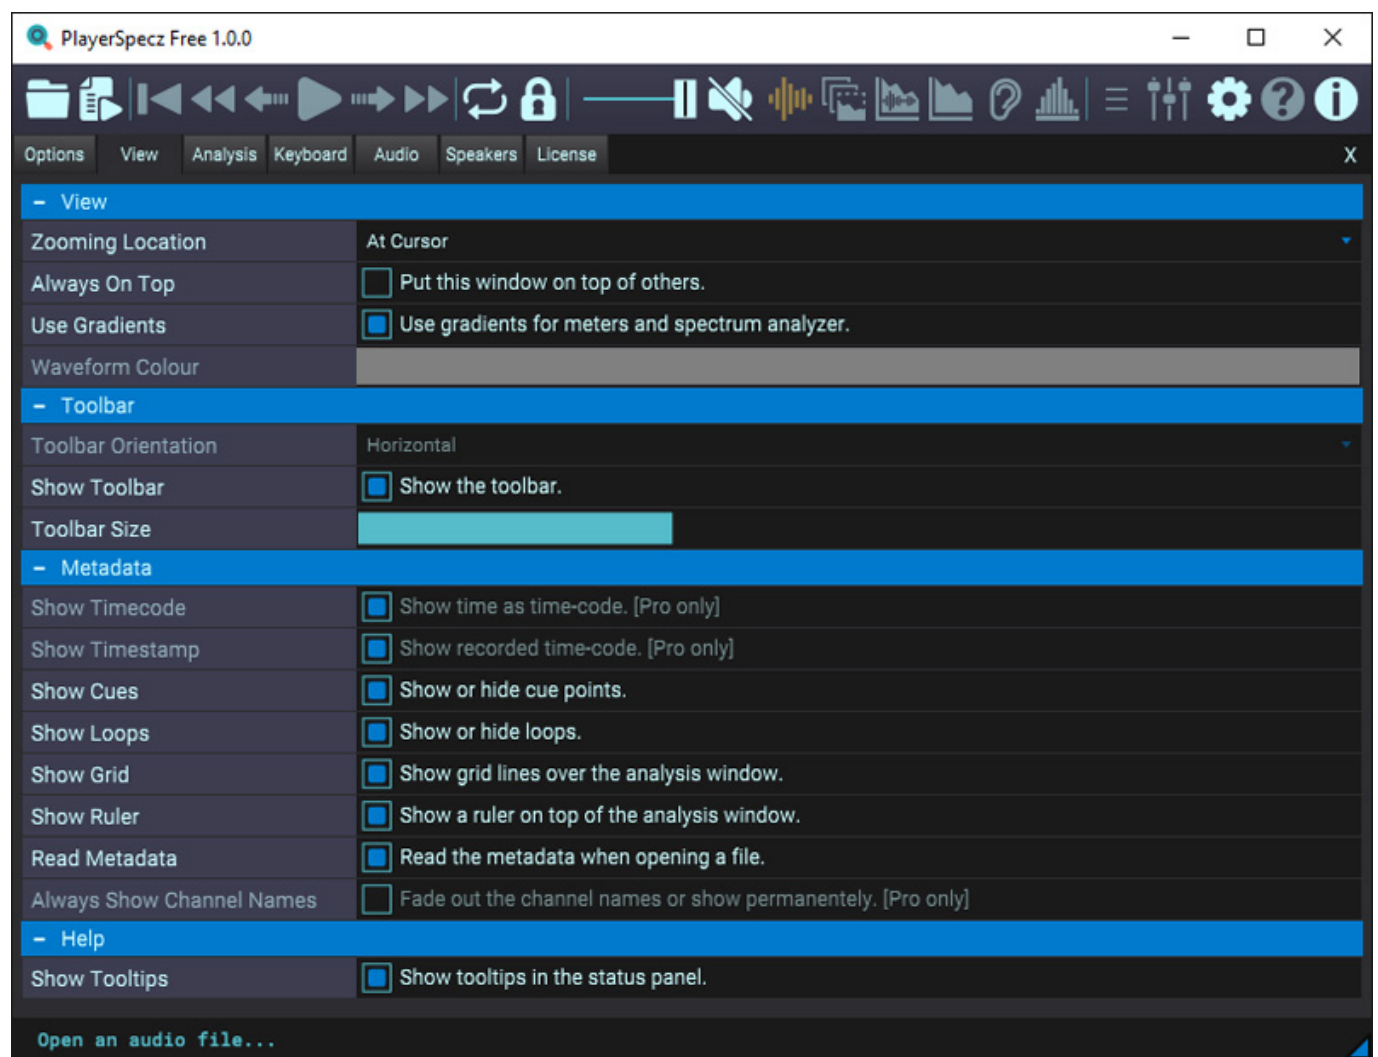 PlayerSpecz Free 1.0.0
Options View Analysis Keyboard Audio Speakers License X
– View
Zooming Location At Cursor
Always On Top Put this window on top of others.
Use Gradients Use gradients for meters and spectrum analyzer.
Waveform Colour
– Toolbar
Toolbar Orientation Horizontal
Show Toolbar Show the toolbar.
Toolbar Size
– Metadata
Show Timecode Show time as time-code. [Pro only]
Show Timestamp Show recorded time-code. [Pro only]
Show Cues Show or hide cue points.
Show Loops Show or hide loops.
Show Grid Show grid lines over the analysis window.
Show Ruler Show a ruler on top of the analysis window.
Read Metadata Read the metadata when opening a file.
Always Show Channel Names Fade out the channel names or show permanentely. [Pro only]
– Help
Show Tooltips Show tooltips in the status panel.
Open an audio file...